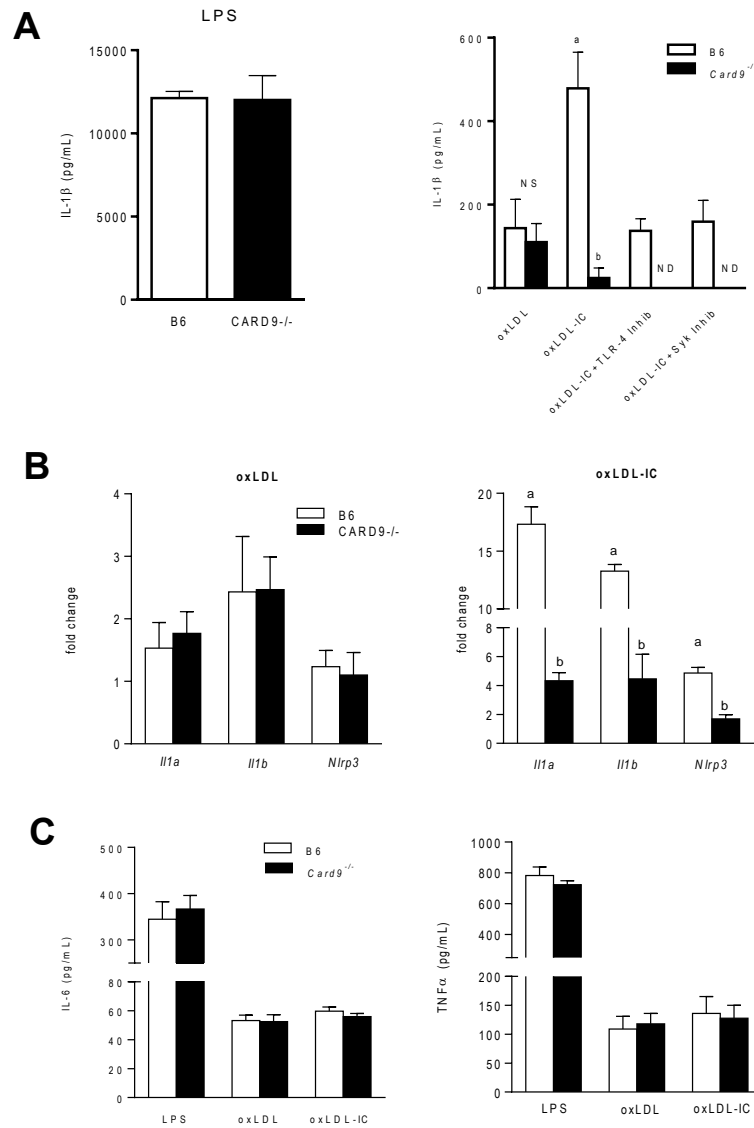 A
LPS
15000
10000
5000
0
IL-1β (pg/mL)
B6
CARD9-/-
600
400
200
0
IL-1β (pg/mL)
B6
Card9-/
a
NS
b
ND
ND
oxLDL
oxLDL-IC
oxLDL-IC+TLR-4 Inhib
oxLDL-IC+Syk Inhib
B
oxLDL
4
3
2
1
0
fold change
B6
CARD9-/-
Il1a
Il1b
Nlrp3
oxLDL-IC
20
15
10
8
6
4
2
0
fold change
a
b
a
b
a
b
Il1a
Il1b
Nlrp3
C
500
400
300
80
60
40
20
0
IL-6 (pg/mL)
B6
Card9-/-
LPS
oxLDL
oxLDL-IC
1000
800
600
400
200
150
100
50
0
TNFα (pg/mL)
LPS
oxLDL
oxLDL-IC